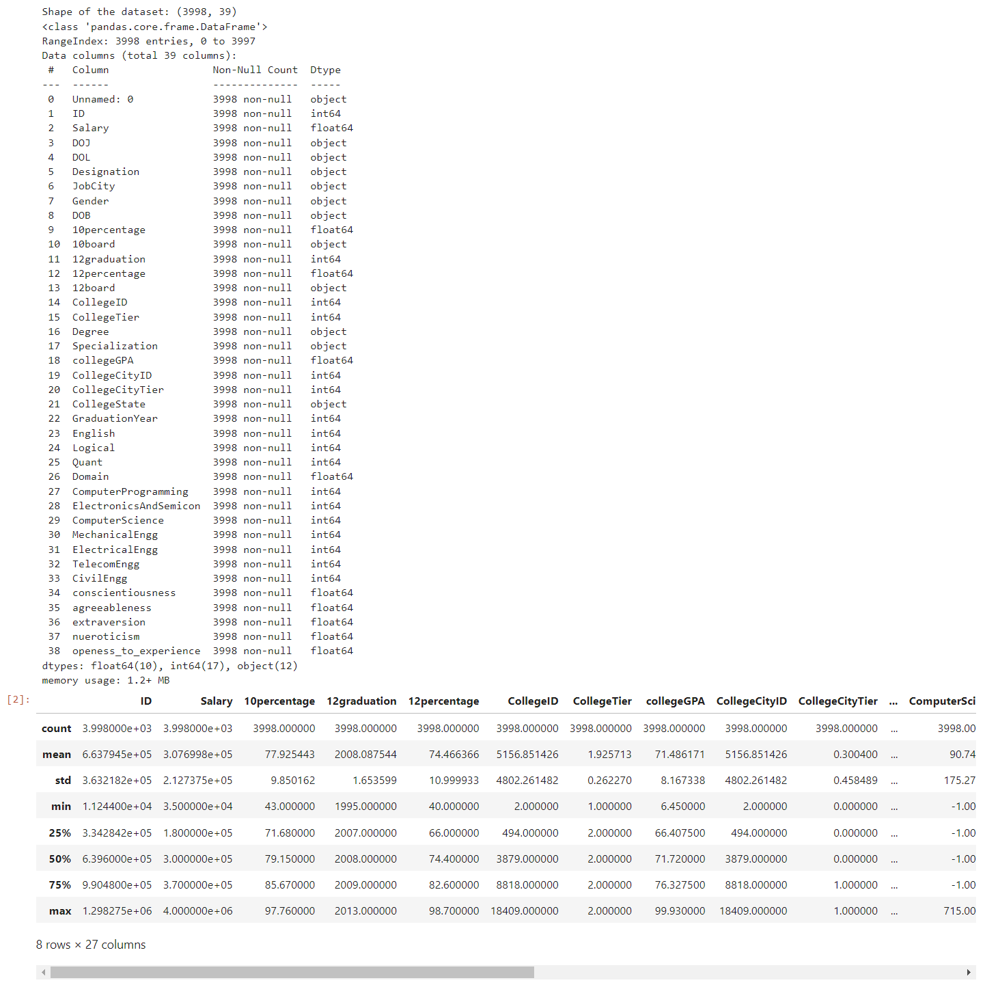 Shape of the dataset: (3998, 39)
<class 'pandas.core.frame.DataFrame'>
RangeIndex: 3998 entries, 0 to 3997
Data columns (total 39 columns):
#   Column                 Non-Null Count  Dtype
---  ------                 --------------  -----
0   Unnamed: 0             3998 non-null   object
1   ID                     3998 non-null   int64
2   Salary                 3998 non-null   float64
3   DOJ                    3998 non-null   object
4   DOL                    3998 non-null   object
5   Designation            3998 non-null   object
6   JobCity                3998 non-null   object
7   Gender                 3998 non-null   object
8   DOB                    3998 non-null   object
9   10percentage           3998 non-null   float64
10  10board                3998 non-null   object
11  12graduation           3998 non-null   int64
12  12percentage           3998 non-null   float64
13  12board                3998 non-null   object
14  CollegeID              3998 non-null   int64
15  CollegeTier            3998 non-null   int64
16  Degree                 3998 non-null   object
17  Specialization         3998 non-null   object
18  collegeGPA             3998 non-null   float64
19  CollegeCityID          3998 non-null   int64
20  CollegeCityTier        3998 non-null   int64
21  CollegeState           3998 non-null   object
22  GraduationYear         3998 non-null   int64
23  English                3998 non-null   int64
24  Logical                3998 non-null   int64
25  Quant                  3998 non-null   int64
26  Domain                 3998 non-null   float64
27  ComputerProgramming    3998 non-null   int64
28  ElectronicsAndSemicon  3998 non-null   int64
29  ComputerScience        3998 non-null   int64
30  MechanicalEngg         3998 non-null   int64
31  ElectricalEngg         3998 non-null   int64
32  TelecomEngg            3998 non-null   int64
33  CivilEngg              3998 non-null   int64
34  conscientiousness      3998 non-null   float64
35  agreeableness          3998 non-null   float64
36  extraversion           3998 non-null   float64
37  nueroticism            3998 non-null   float64
38  openess_to_experience  3998 non-null   float64
dtypes: float64(10), int64(17), object(12)
memory usage: 1.2+ MB
[2]: ID Salary 10percentage 12graduation 12percentage CollegeID CollegeTier collegeGPA CollegeCityID CollegeCityTier ... ComputerSci
count 3.998000e+03 3.998000e+03 3998.000000 3998.000000 3998.000000 3998.000000 3998.000000 3998.000000 3998.000000 3998.000000 ... 3998.00
mean 6.637945e+05 3.076998e+05 77.925443 2008.087544 74.466366 5156.851426 1.925713 71.486171 5156.851426 0.300400 ... 90.74
std 3.632182e+05 2.127375e+05 9.850162 1.653599 10.999933 4802.261482 0.262270 8.167338 4802.261482 0.458489 ... 175.27
min 1.124400e+04 3.500000e+04 43.000000 1995.000000 40.000000 2.000000 1.000000 6.450000 2.000000 0.000000 ... -1.00
25% 3.342842e+05 1.800000e+05 71.680000 2007.000000 66.000000 494.000000 2.000000 66.407500 494.000000 0.000000 ... -1.00
50% 6.396000e+05 3.000000e+05 79.150000 2008.000000 74.400000 3879.000000 2.000000 71.720000 3879.000000 0.000000 ... -1.00
75% 9.904800e+05 3.700000e+05 85.670000 2009.000000 82.600000 8818.000000 2.000000 76.327500 8818.000000 1.000000 ... -1.00
max 1.298275e+06 4.000000e+06 97.760000 2013.000000 98.700000 18409.000000 2.000000 99.930000 18409.000000 1.000000 ... 715.00
8 rows × 27 columns